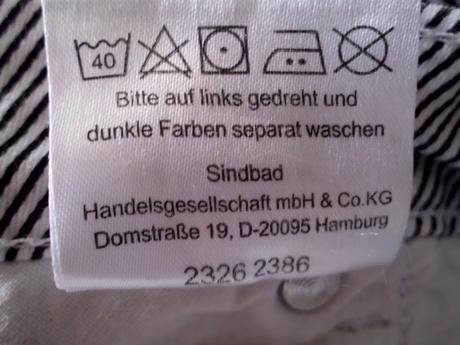 40
Bitte auf links gedreht und
dunkle Farben separat waschen
Sindbad
Handelsgesellschaft mbH & Co.KG
Domstraße 19, D-20095 Hamburg
2326 2386